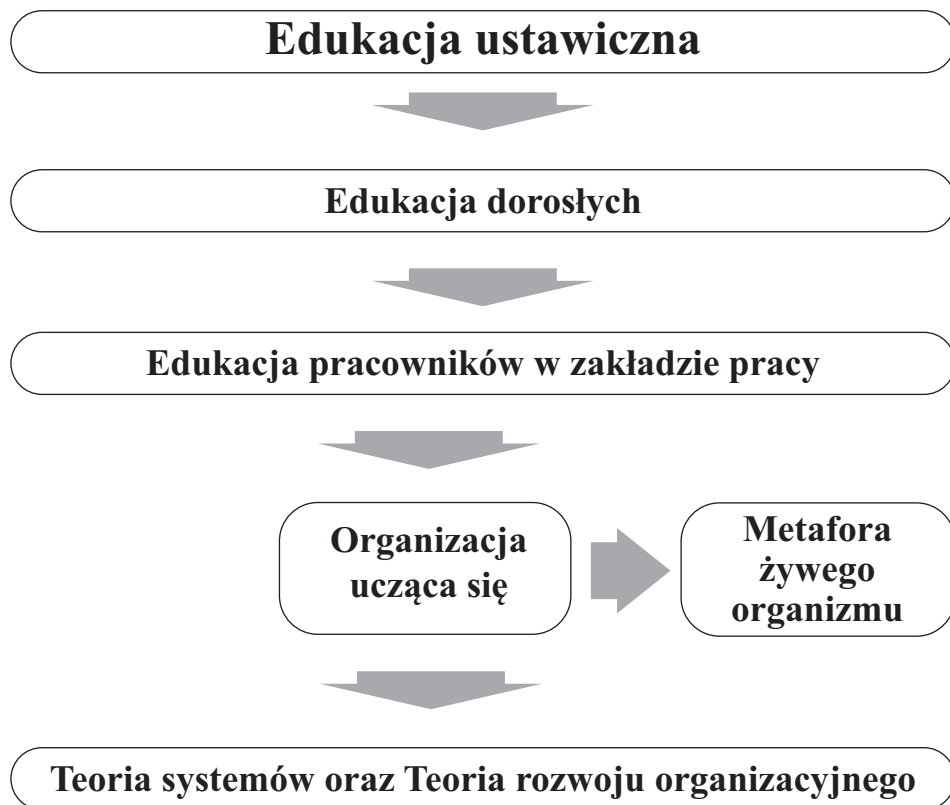 Edukacja ustawiczna
Edukacja dorosłych
Edukacja pracowników w zakładzie pracy
Organizacja
ucząca się
Metafora
żywego
organizmu
Teoria systemów oraz Teoria rozwoju organizacyjnego